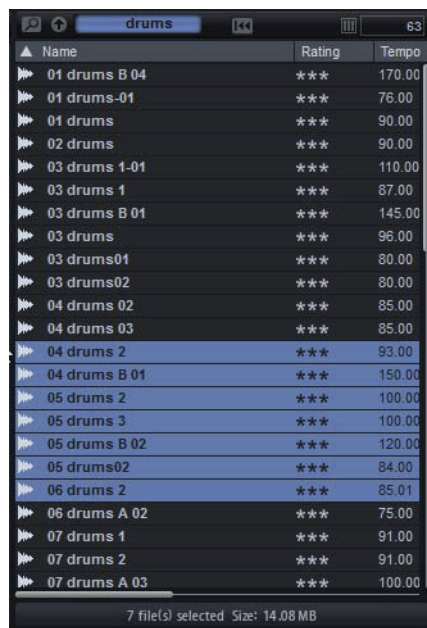 drums 63
Name Rating Tempo
01 drums B 04 *** 170.00
01 drums-01 *** 76.00
01 drums *** 90.00
02 drums *** 90.00
03 drums 1-01 *** 110.00
03 drums 1 *** 87.00
03 drums B 01 *** 145.00
03 drums *** 96.00
03 drums01 *** 80.00
03 drums02 *** 80.00
04 drums 02 *** 85.00
04 drums 03 *** 85.00
04 drums 2 *** 93.00
04 drums B 01 *** 150.00
05 drums 2 *** 100.00
05 drums 3 *** 100.00
05 drums B 02 *** 120.00
05 drums02 *** 84.00
06 drums 2 *** 85.01
06 drums A 02 *** 75.00
07 drums 1 *** 91.00
07 drums 2 *** 91.00
07 drums A 03 *** 100.00
7 file(s) selected Size: 14.08 MB